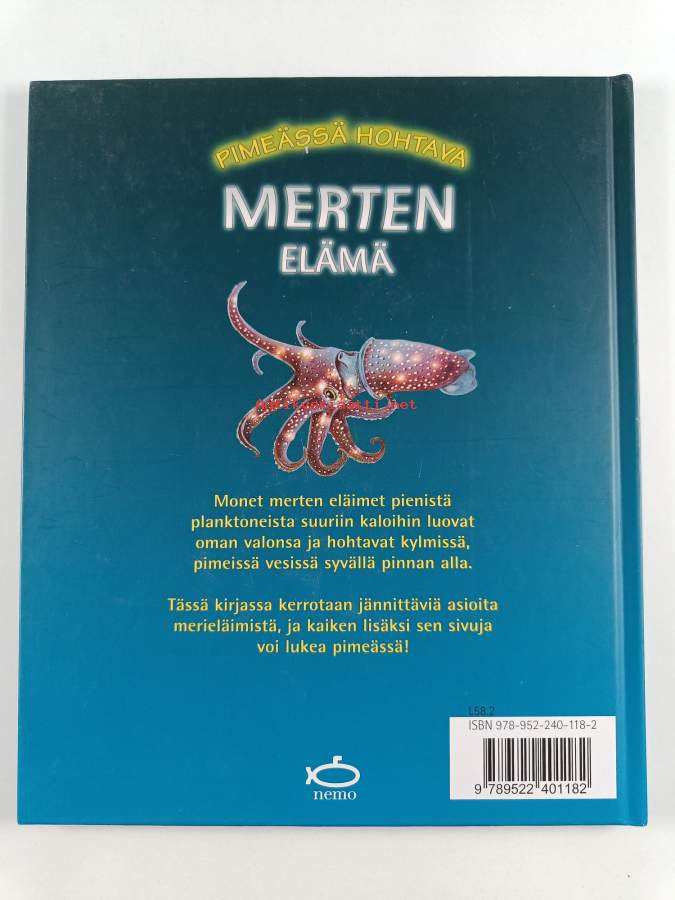 PIMEÄSSÄ HOHTAVA
MERTEN
ELÄMÄ
Monet merten eläimet pienistä
planktoneista suuriin kaloihin luovat
oman valonsa ja hohtavat kylmissä,
pimeissä vesissä syvällä pinnan alla.
Tässä kirjassa kerrotaan jännittäviä asioita
merieläimistä, ja kaiken lisäksi sen sivuja
voi lukea pimeässä!
L58.2
ISBN 978-952-240-118-2
9 789522 401182
nemo